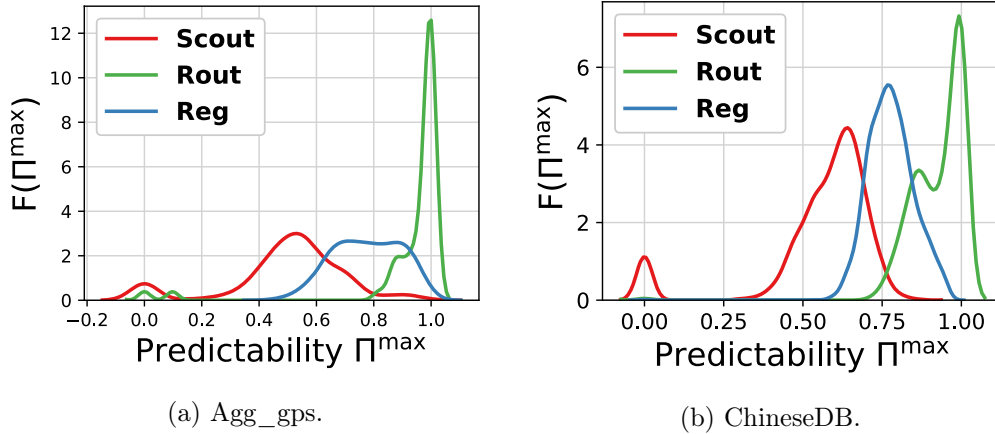 Scout
Rout
Reg
F(Π^max)
12
10
8
6
4
2
0
−0.2 0.0 0.2 0.4 0.6 0.8 1.0
Predictability Π^max
(a) Agg_gps.
Scout
Rout
Reg
F(Π^max)
6
4
2
0
0.00 0.25 0.50 0.75 1.00
Predictability Π^max
(b) ChineseDB.